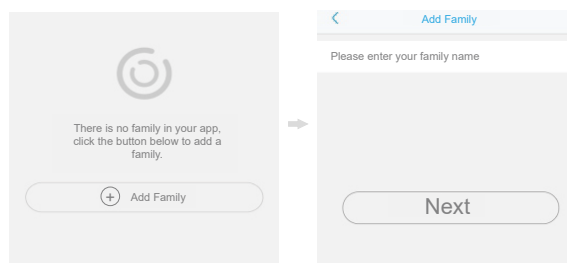 There is no family in your app,
click the button below to add a
family.
Add Family
Add Family
Please enter your family name
Next